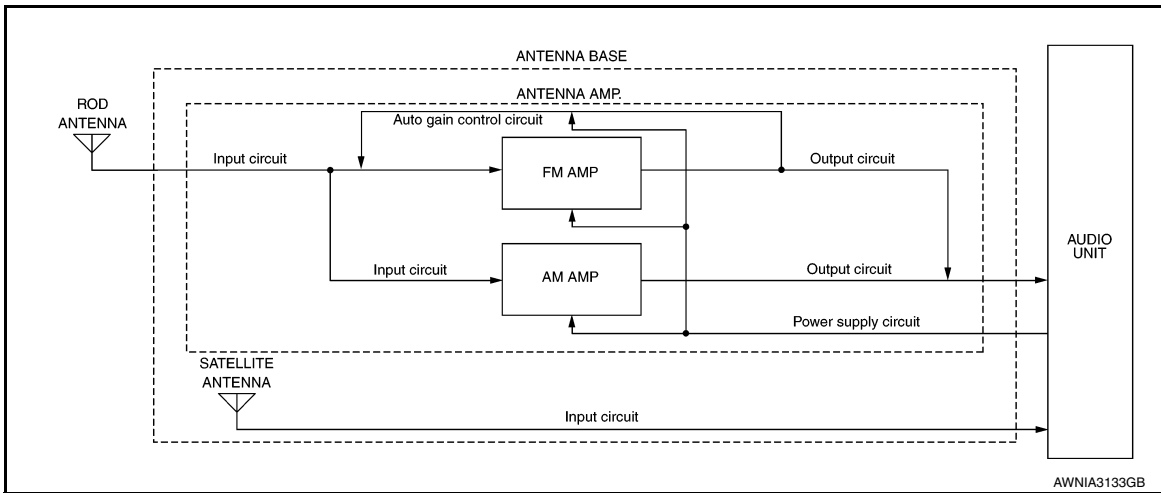 ANTENNA BASE
ROD
ANTENNA
ANTENNA AMP.
Auto gain control circuit
Input circuit
FM AMP
Output circuit
AUDIO
UNIT
Input circuit
AM AMP
Output circuit
Power supply circuit
SATELLITE
ANTENNA
Input circuit
AWNIA3133GB